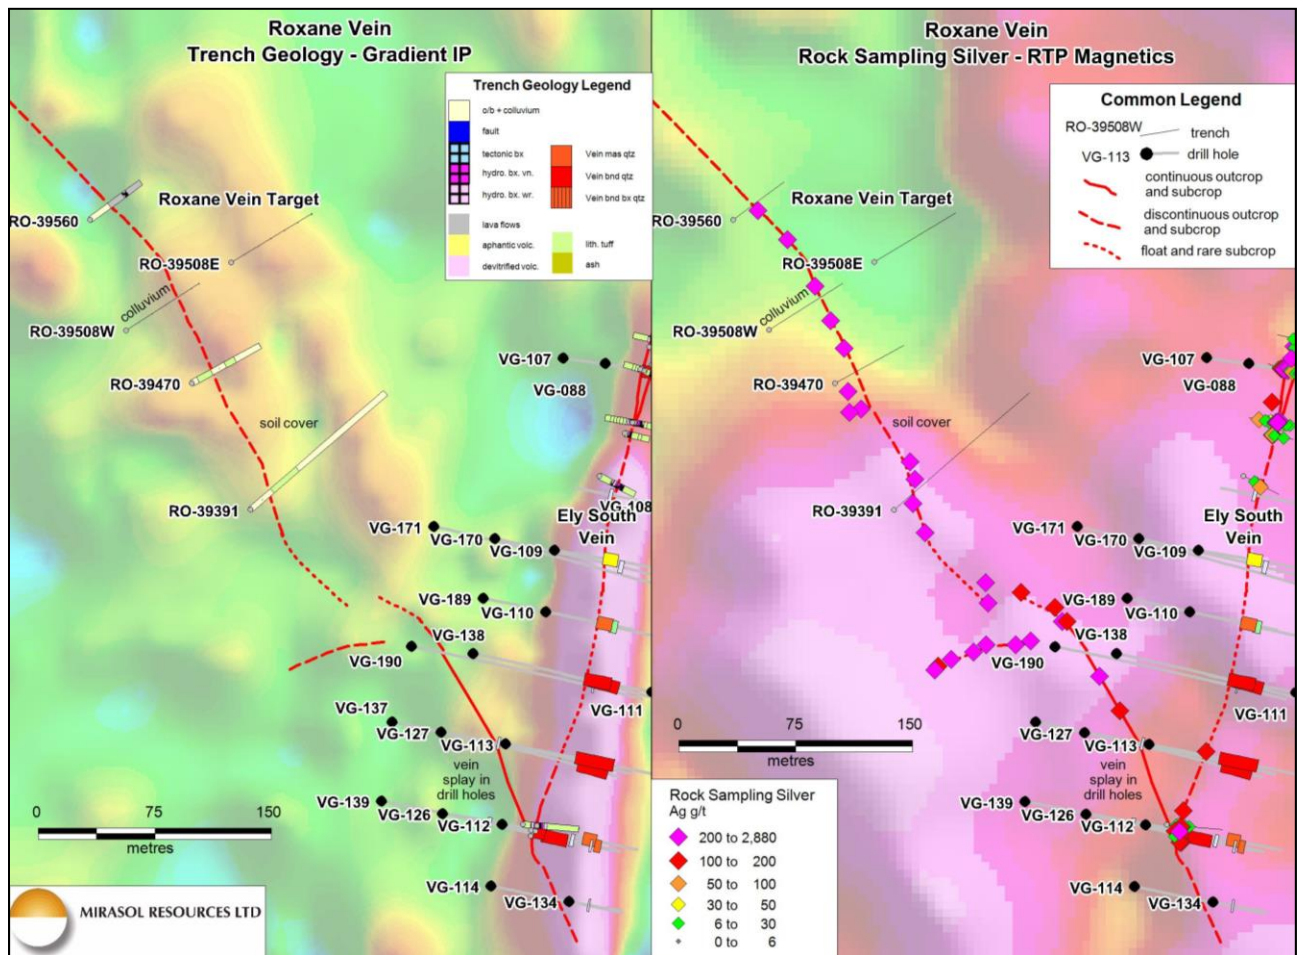 Roxane Vein
Trench Geology - Gradient IP
Trench Geology Legend
o/b + colluvium
fault
tectonic bx
hydro. bx. vn.
hydro. bx. wr.
lava flows
aphantic volc.
devitrified volc.
Vein mas qtz
Vein bnd qtz
Vein bnd bx qtz
lith. tuff
ash
Roxane Vein Target
RO-39560
RO-39508E
colluvium
RO-39508W
RO-39470
VG-107
VG-088
soil cover
RO-39391
VG-108
Ely South
Vein
VG-171
VG-170
VG-109
VG-189
VG-110
VG-138
VG-190
VG-111
VG-137
VG-127
VG-113
vein
splay in
drill holes
VG-139
VG-126
VG-112
VG-114
VG-134
0 75 150
metres
MIRASOL RESOURCES LTD
Roxane Vein
Rock Sampling Silver - RTP Magnetics
Common Legend
RO-39508W
trench
VG-113
drill hole
continuous outcrop
and subcrop
discontinuous outcrop
and subcrop
float and rare subcrop
Roxane Vein Target
RO-39560
RO-39508E
colluvium
RO-39508W
RO-39470
VG-107
VG-088
soil cover
RO-39391
Ely South
Vein
VG-171
VG-170
VG-109
VG-189
VG-110
VG-138
VG-190
VG-111
0 75 150
metres
VG-127
VG-113
vein
splay in
drill holes
VG-139
VG-126
VG-112
VG-114
VG-134
Rock Sampling Silver
Ag g/t
200 to 2,880
100 to 200
50 to 100
30 to 50
6 to 30
0 to 6